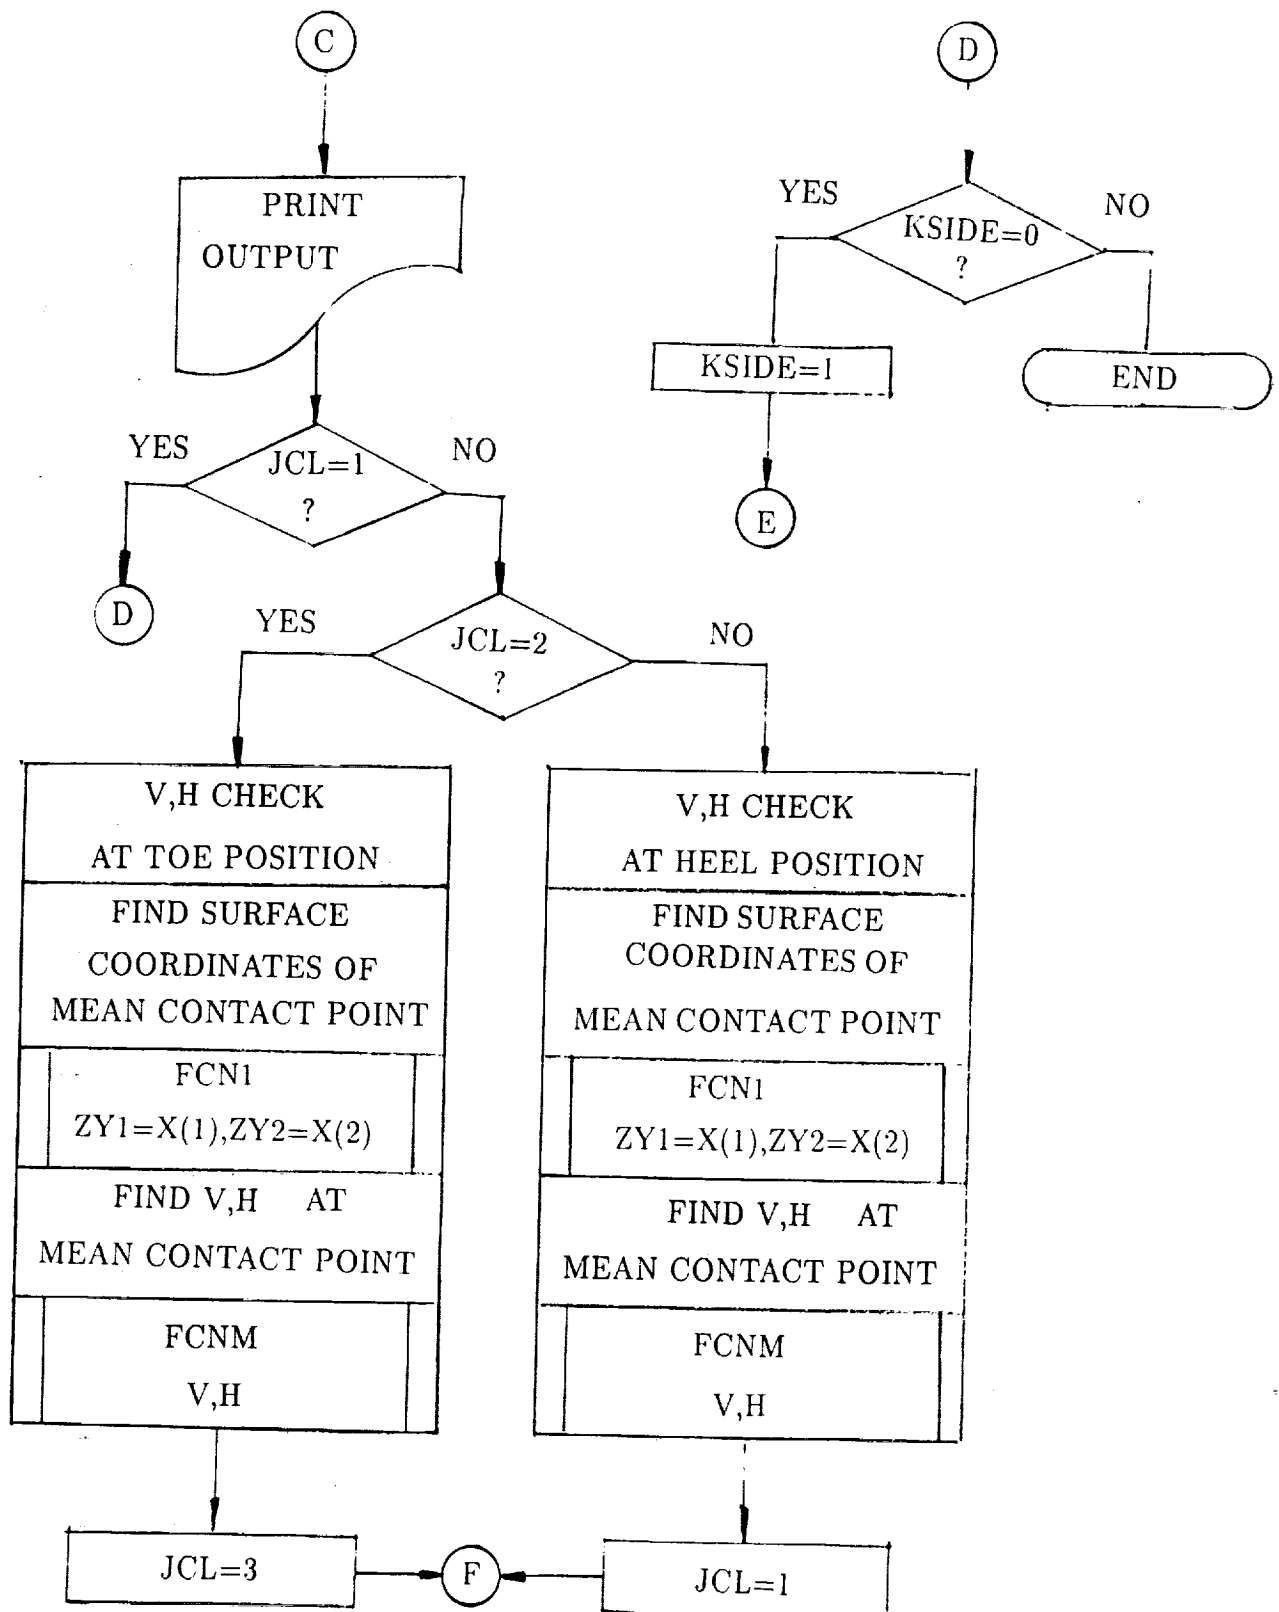 C
PRINT
OUTPUT
YES
JCL=1
?
NO
D
YES
JCL=2
?
NO
V,H CHECK
AT TOE POSITION
FIND SURFACE
COORDINATES OF
MEAN CONTACT POINT
FCN1
ZY1=X(1),ZY2=X(2)
FIND V,H AT
MEAN CONTACT POINT
FCNM
V,H
JCL=3
F
V,H CHECK
AT HEEL POSITION
FIND SURFACE
COORDINATES OF
MEAN CONTACT POINT
FCN1
ZY1=X(1),ZY2=X(2)
FIND V,H AT
MEAN CONTACT POINT
FCNM
V,H
JCL=1
D
YES
KSIDE=0
?
NO
KSIDE=1
END
E